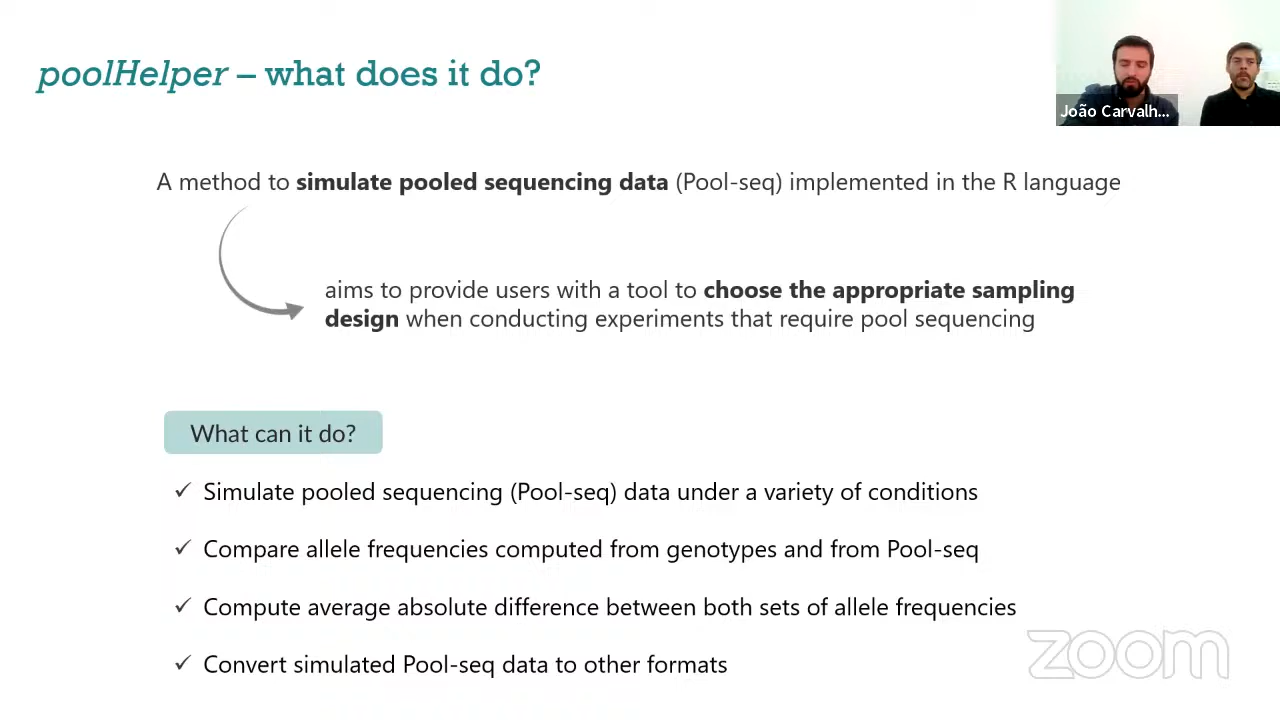 poolHelper – what does it do?
João Carvalh...
A method to simulate pooled sequencing data (Pool-seq) implemented in the R language
aims to provide users with a tool to choose the appropriate sampling
design when conducting experiments that require pool sequencing
What can it do?
✓ Simulate pooled sequencing (Pool-seq) data under a variety of conditions
✓ Compare allele frequencies computed from genotypes and from Pool-seq
✓ Compute average absolute difference between both sets of allele frequencies
✓ Convert simulated Pool-seq data to other formats
zoom